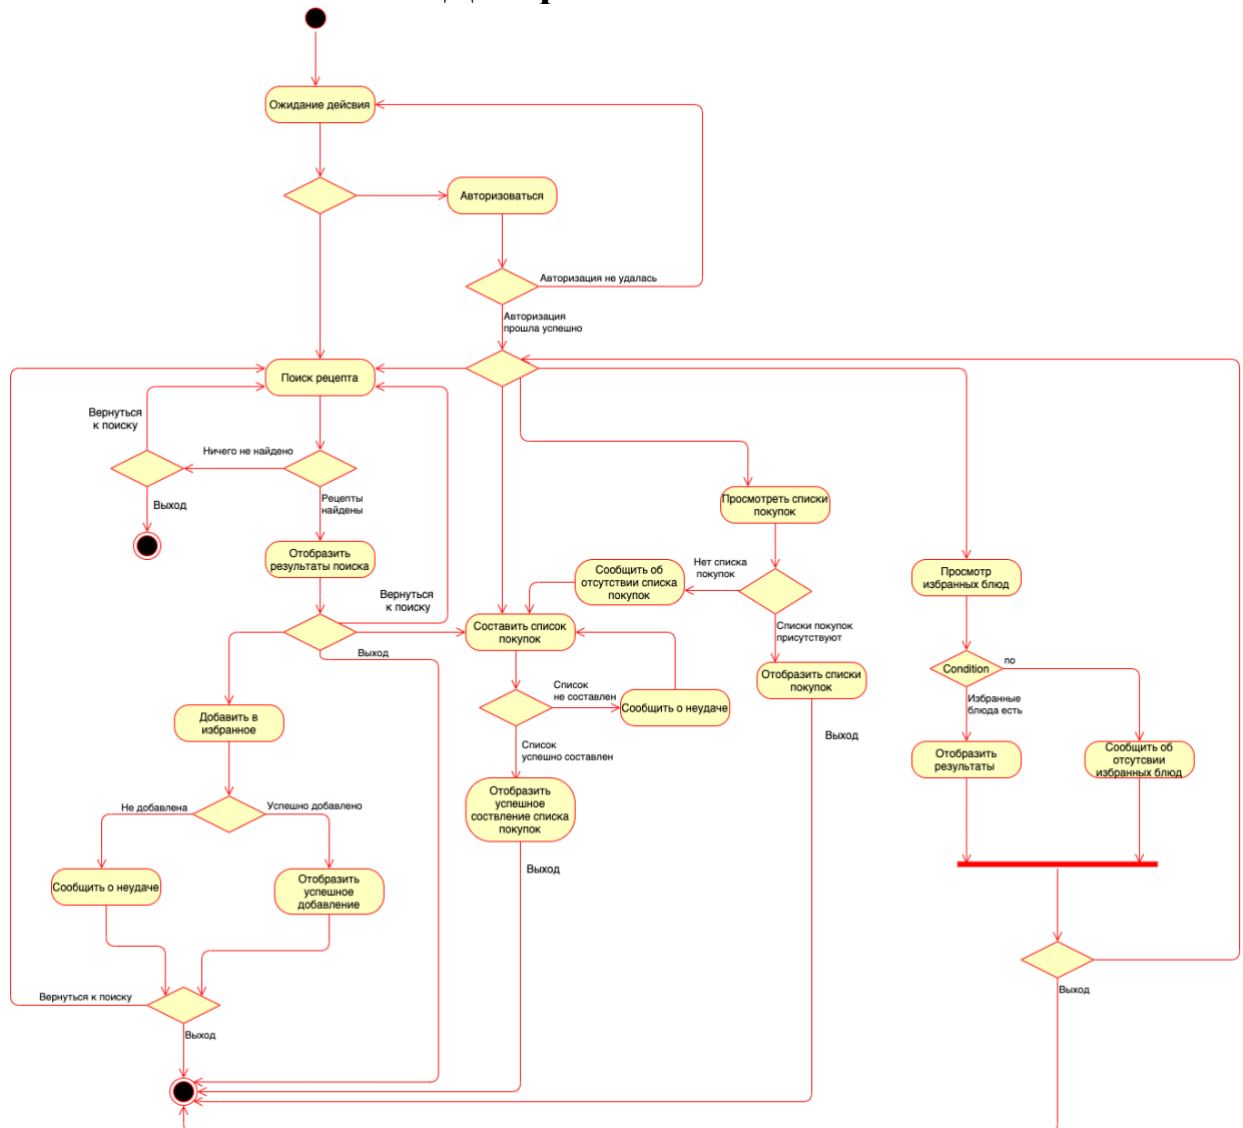 Ожидание дейсвия
Авторизоваться
Авторизация не удалась
Авторизация
прошла успешно
Поиск рецепта
Вернуться
к поиску
Ничего не найдено
Выход
Рецепты
найдены
Просмотреть списки
покупок
Отобразить
результаты поиска
Нет списка
покупок
Сообщить об
отсутствии списка
покупок
Просмотр
избранных блюд
Вернуться
к поиску
Составить список
покупок
Списки покупок
присутствуют
Выход
Condition
no
Отобразить списки
покупок
Список
не составлен
Сообщить о неудаче
Избранные
блюда есть
Добавить в
избранное
Выход
Список
успешно составлен
Отобразить
результаты
Сообщить об
отсутсвии
избранных блюд
Отобразить
успешное
соствление списка
покупок
Не добавлена
Успешно добавлено
Выход
Сообщить о неудаче
Отобразить
успешное
добавление
Вернуться к поиску
Выход
Выход